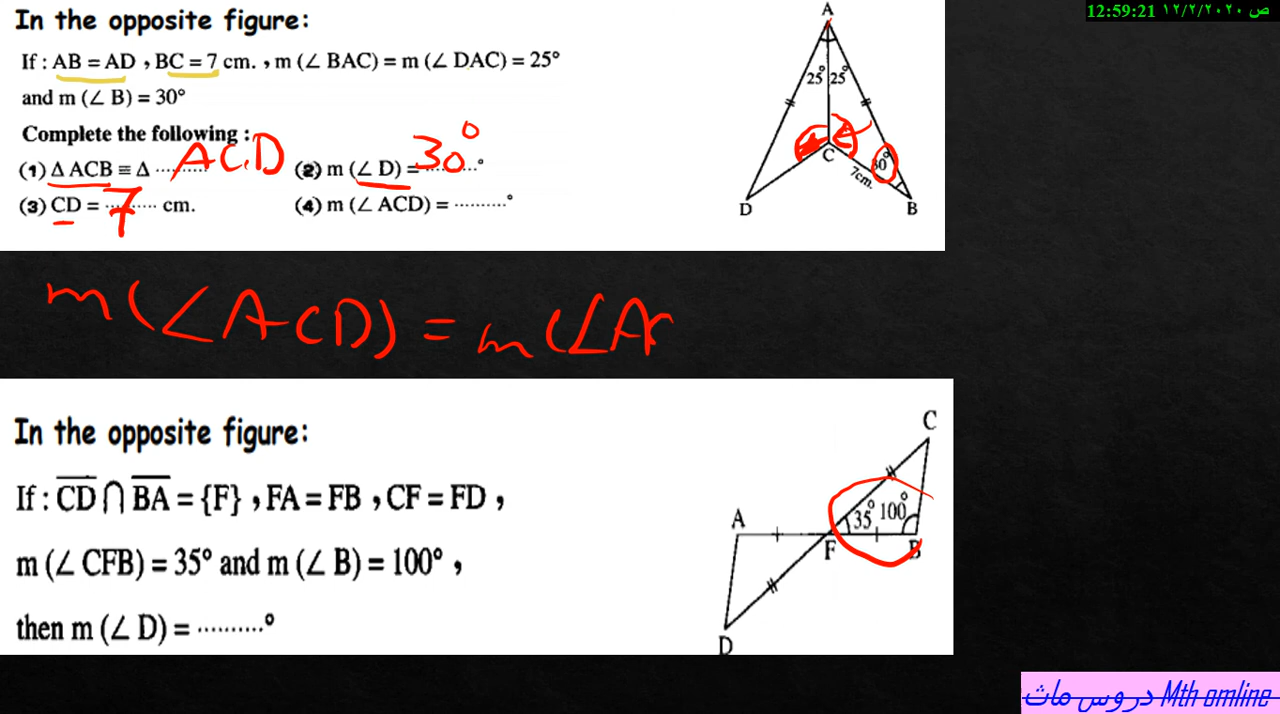 12:59:21 ١٢/٢/٢٠٢٠ ص
In the opposite figure:
If : AB = AD , BC = 7 cm. , m (∠ BAC) = m (∠ DAC) = 25°
and m (∠ B) = 30°
Complete the following :
(1) Δ ACB ≡ Δ ......... ACD
(2) m (∠ D) = .........° 30°
(3) CD = ......... cm. 7
(4) m (∠ ACD) = .........°
A
25° 25°
C
30°
7cm.
D
B
m(∠ACD) = m(∠AC
In the opposite figure:
If : CD ∩ BA = {F} , FA = FB , CF = FD ,
m (∠ CFB) = 35° and m (∠ B) = 100° ,
then m (∠ D) = ..........°
C
A
35° 100°
F
B
D
Mth omline دروس ماث